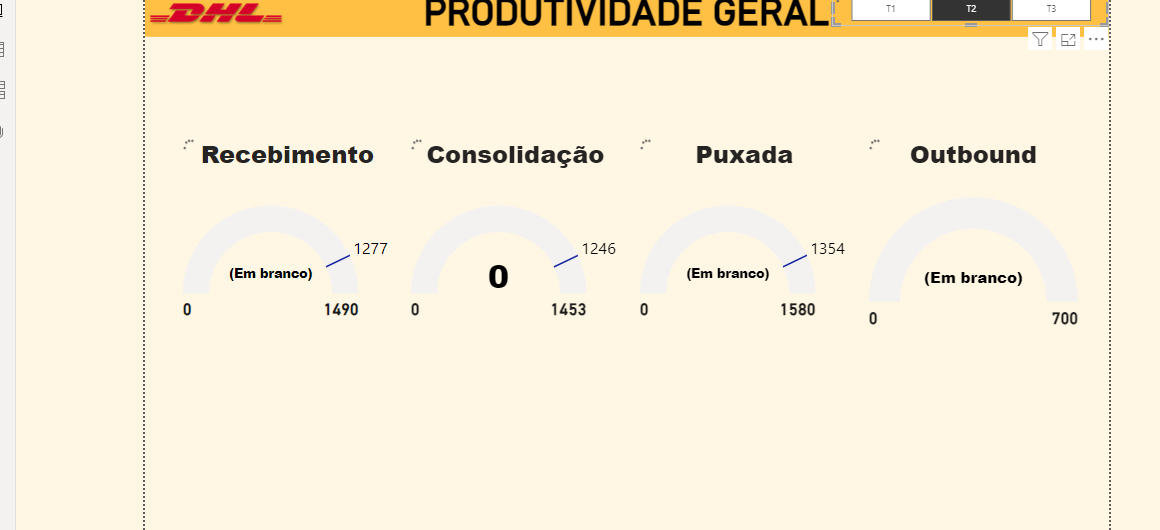 DHL
PRODUTIVIDADE GERAL
T1
T2
T3
Recebimento
Consolidação
Puxada
Outbound
1277
1246
1354
(Em branco)
0
(Em branco)
(Em branco)
0
1490
0
1453
0
1580
0
700